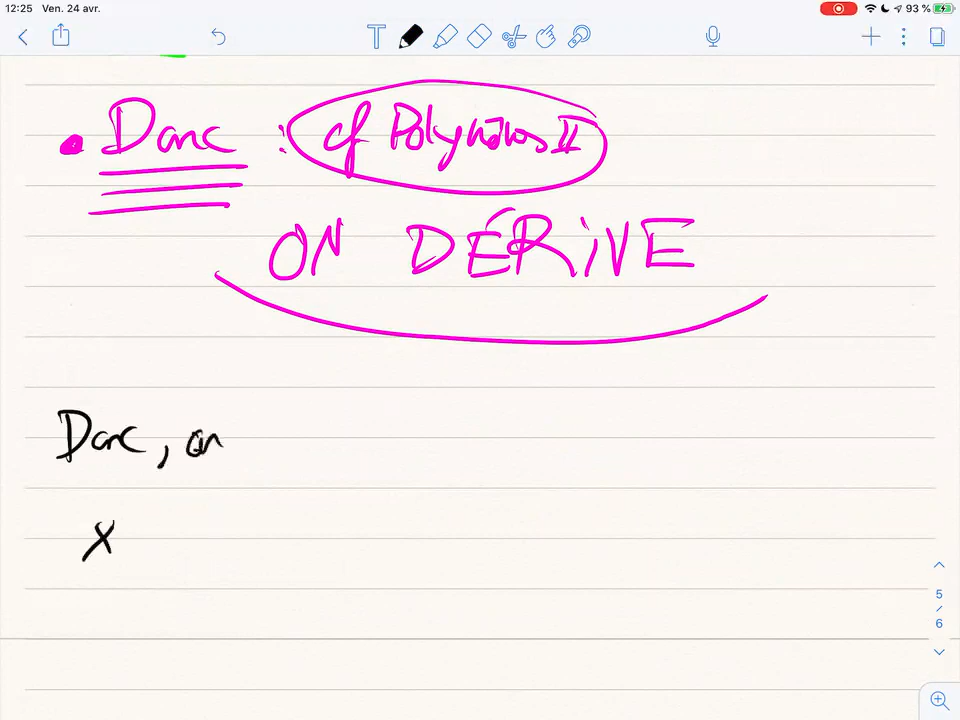 12:25 Ven. 24 avr. 93 %
T
• Donc : cf Polynômes II
ON DÉRIVE
Donc, on
X
5
/
6